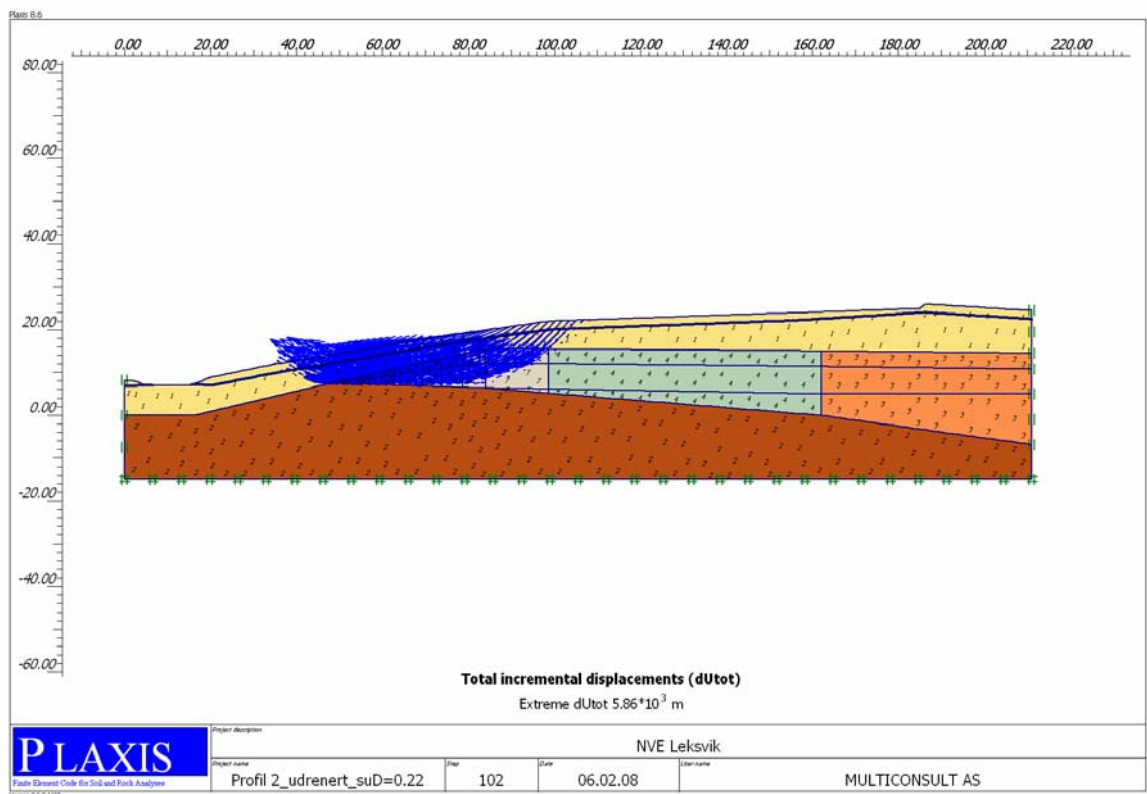 Plaxis 8.6
0.00 20.00 40.00 60.00 80.00 100.00 120.00 140.00 160.00 180.00 200.00 220.00
80.00
60.00
40.00
20.00
0.00
-20.00
-40.00
-60.00
Total incremental displacements (dUtot)
Extreme dUtot 5.86*10³ m
PLAXIS
Finite Element Code for Soil and Rock Analyses
Project description
NVE Leksvik
Project name
Profil 2_udrenert_suD=0.22
Step
102
Date
06.02.08
User name
MULTICONSULT AS